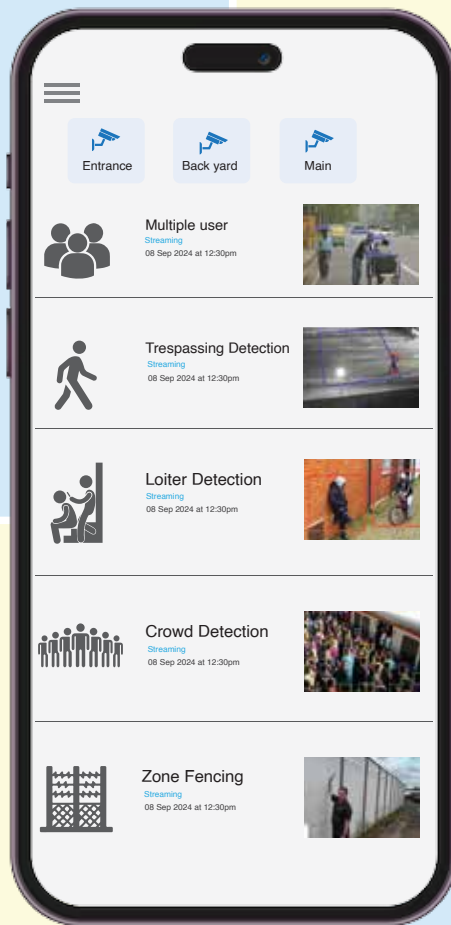 Entrance
Back yard
Main
Multiple user
Streaming
08 Sep 2024 at 12:30pm
Trespassing Detection
Streaming
08 Sep 2024 at 12:30pm
Loiter Detection
Streaming
08 Sep 2024 at 12:30pm
Crowd Detection
Streaming
08 Sep 2024 at 12:30pm
Zone Fencing
Streaming
08 Sep 2024 at 12:30pm